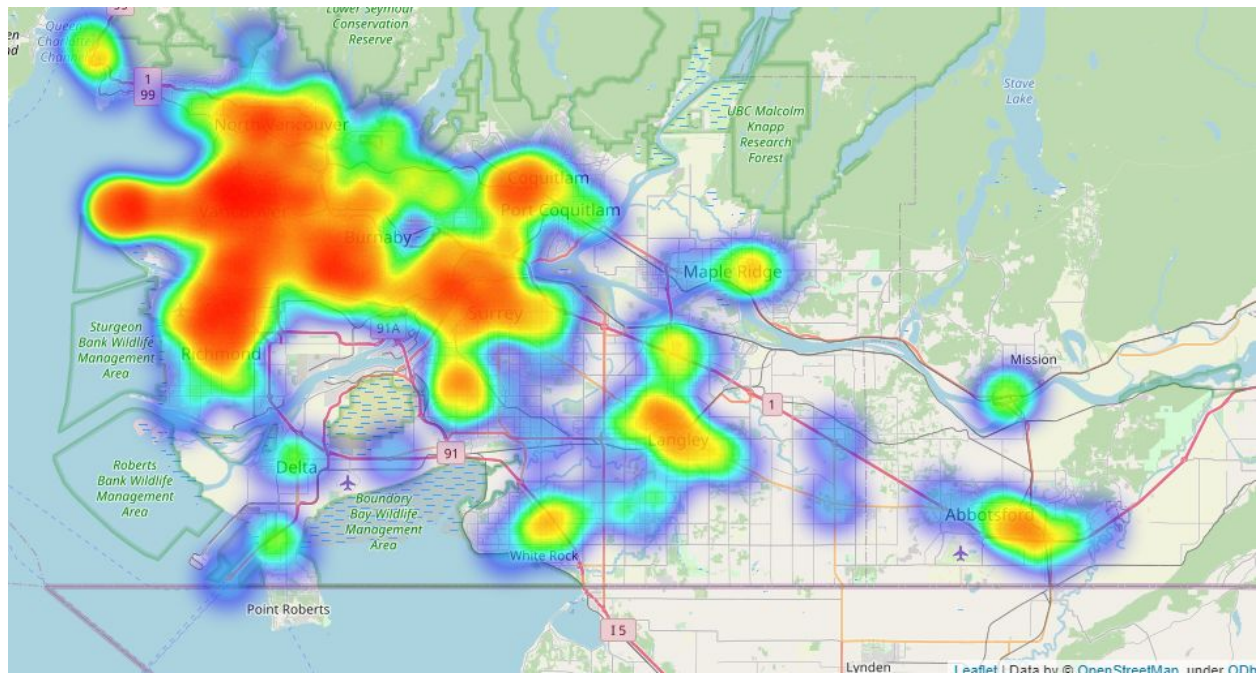 99
Lower Seymour
Conservation
Reserve
Queen
Charlotte
Channel
1
99
Stave
Lake
UBC Malcolm
Knapp
Research
Forest
North Vancouver
Coquitlam
Vancouver
Port Coquitlam
Burnaby
Maple Ridge
Sturgeon
Bank Wildlife
Management
Area
91A
Surrey
Richmond
Mission
1
Langley
91
Delta
Roberts
Bank Wildlife
Management
Area
Boundary
Bay Wildlife
Management
Area
Abbotsford
White Rock
Point Roberts
I 5
Lynden
Leaflet | Data by © OpenStreetMap, under ODb